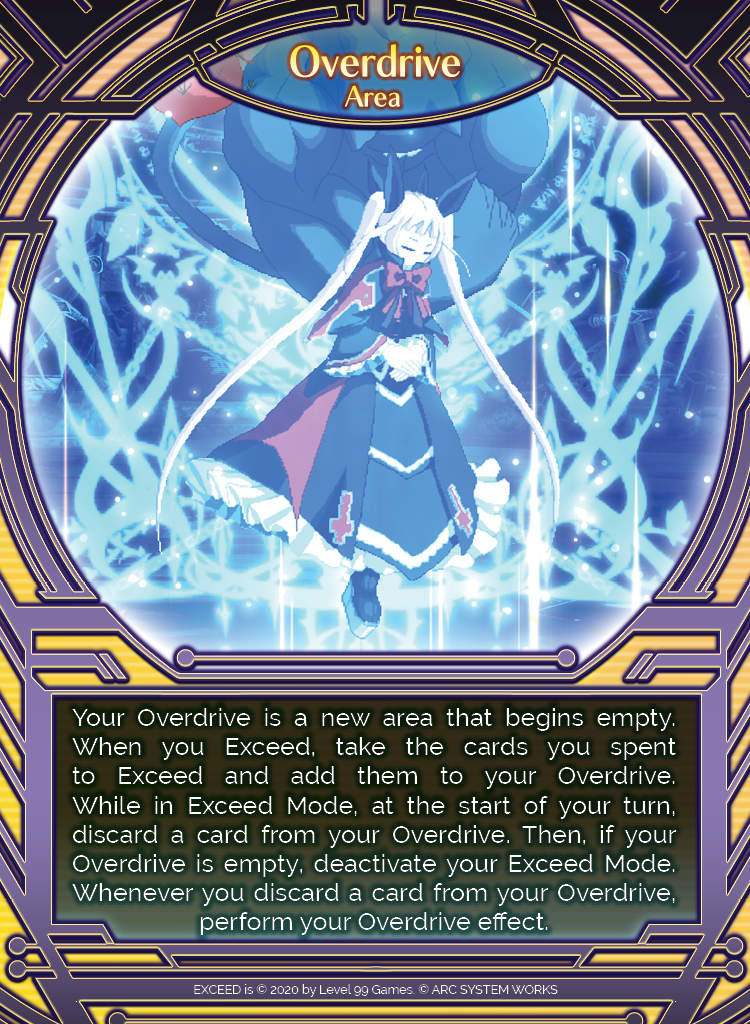 Overdrive
Area
Your Overdrive is a new area that begins empty.
When you Exceed, take the cards you spent
to Exceed and add them to your Overdrive.
While in Exceed Mode, at the start of your turn,
discard a card from your Overdrive. Then, if your
Overdrive is empty, deactivate your Exceed Mode.
Whenever you discard a card from your Overdrive,
perform your Overdrive effect.
EXCEED is © 2020 by Level 99 Games. © ARC SYSTEM WORKS